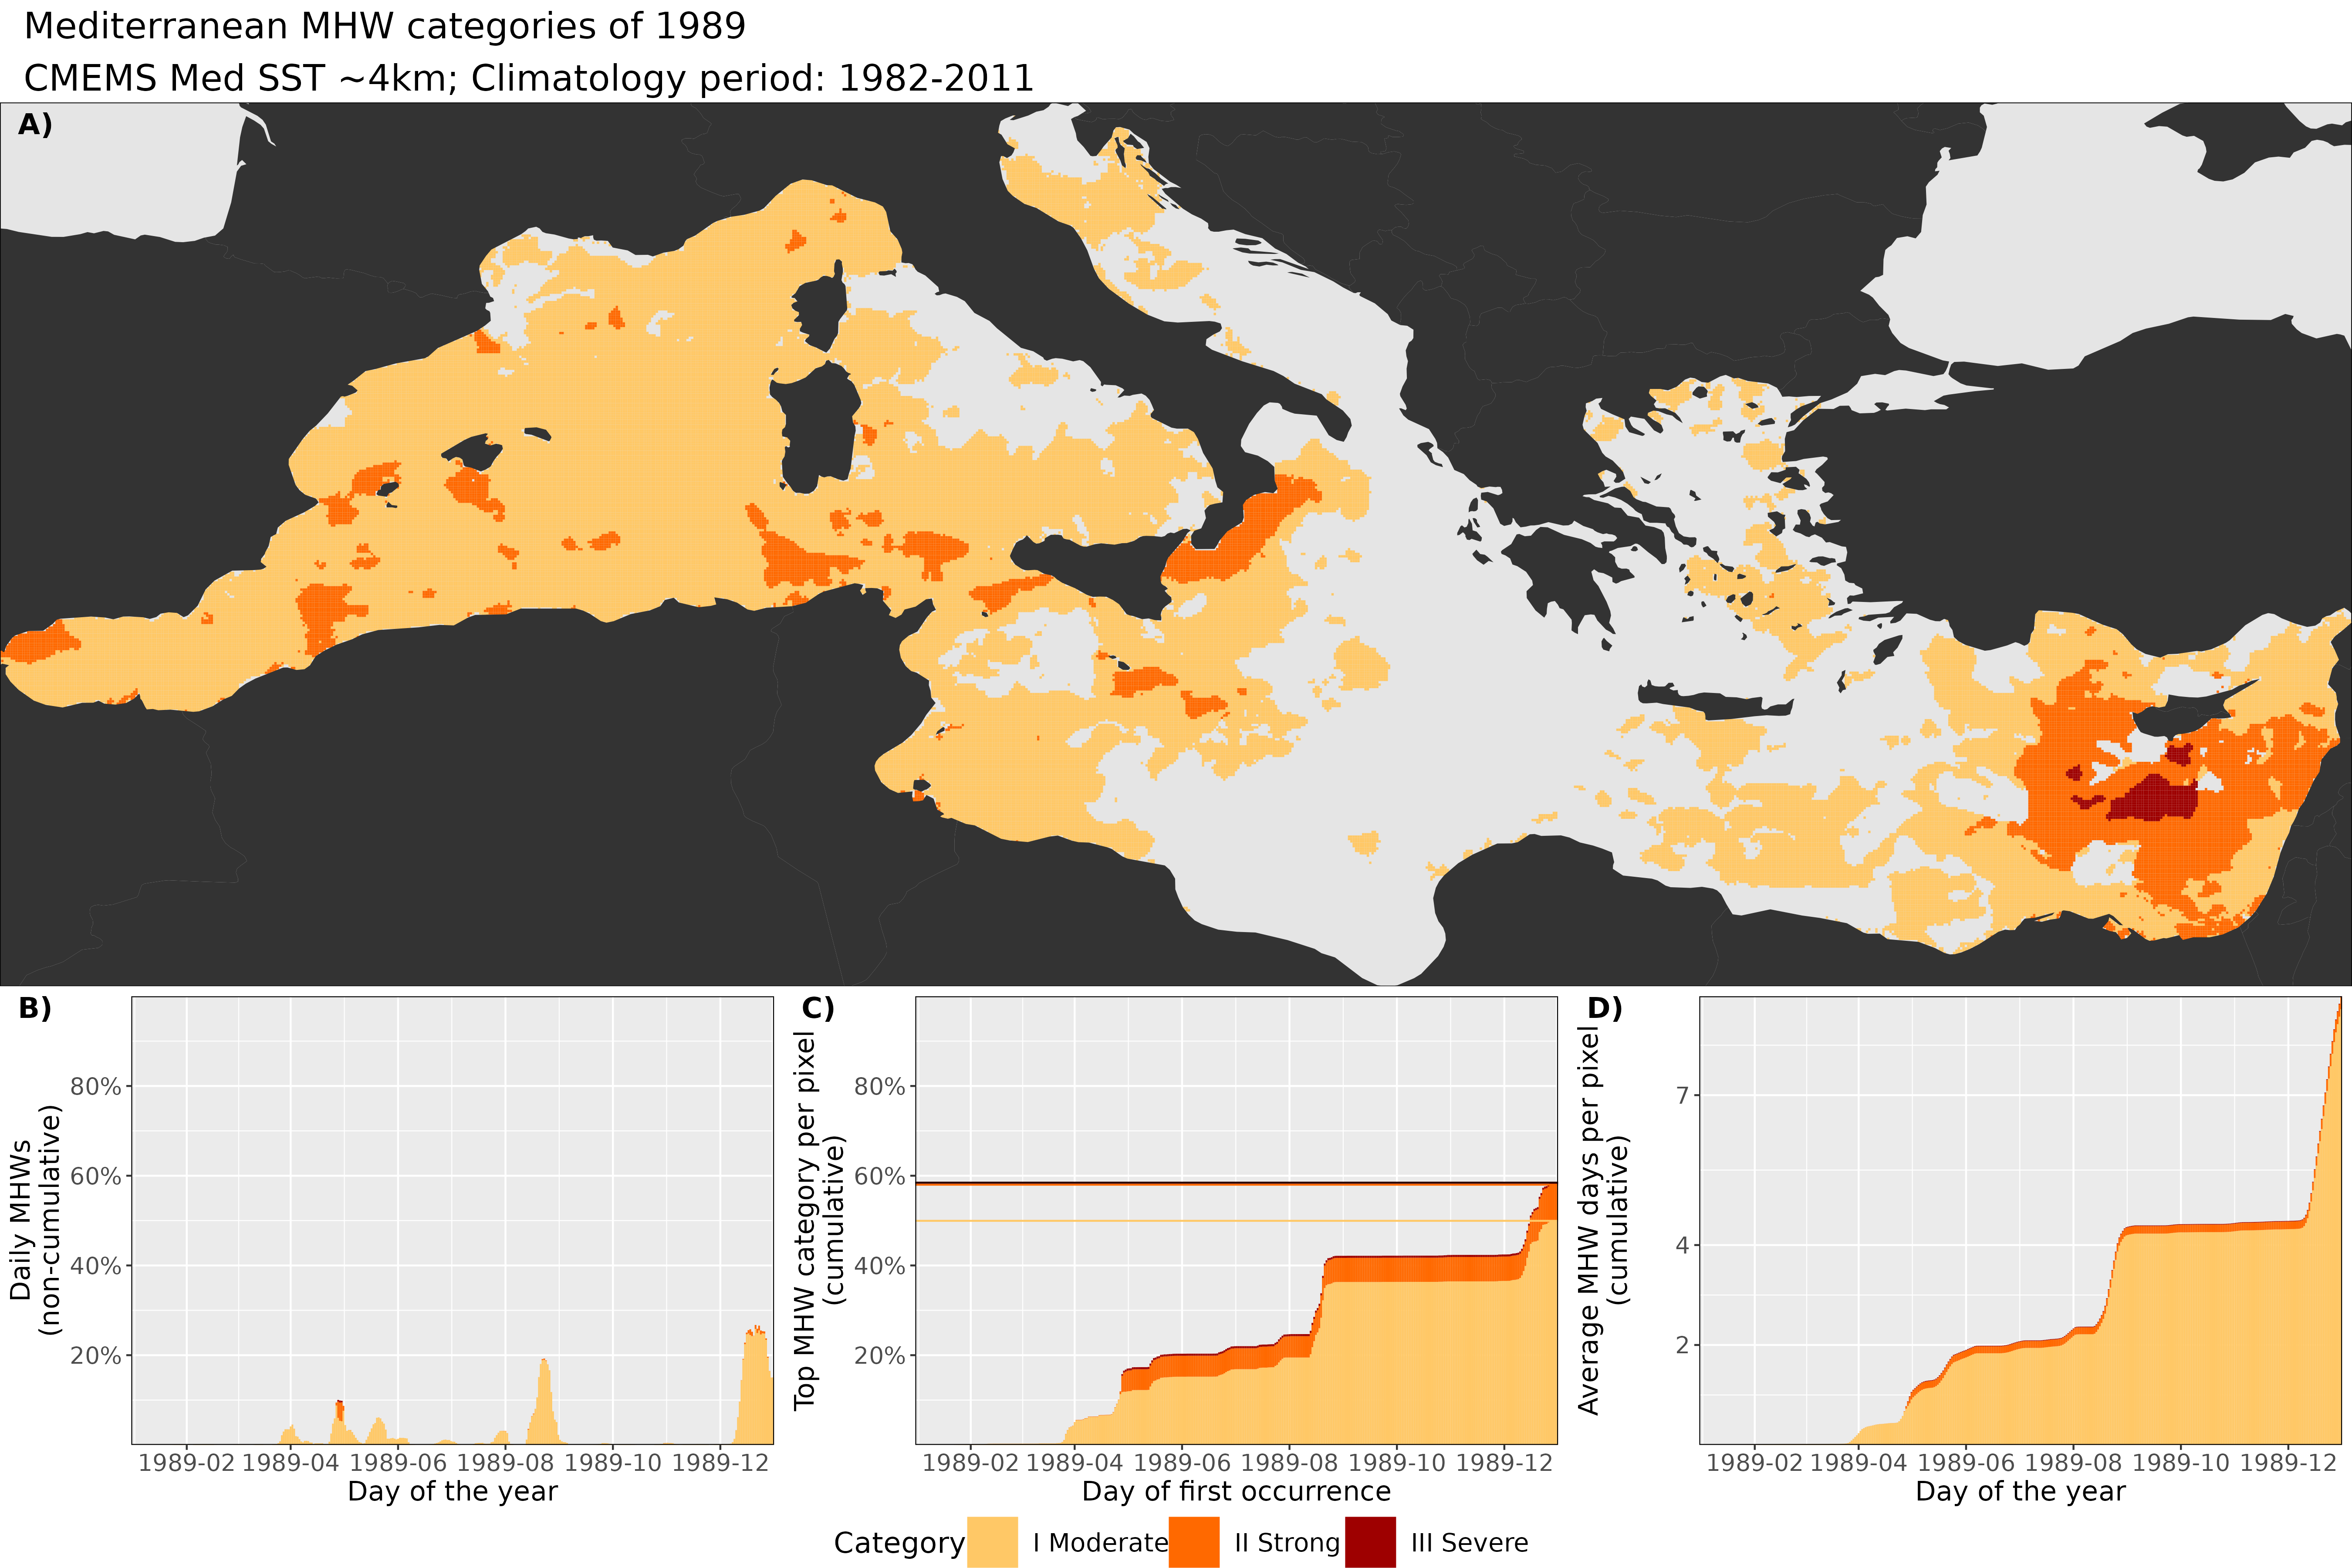 Mediterranean MHW categories of 1989
CMEMS Med SST ~4km; Climatology period: 1982-2011
A)
B)
Daily MHWs
(non-cumulative)
80%
60%
40%
20%
1989-02 1989-04 1989-06 1989-08 1989-10 1989-12
Day of the year
C)
Top MHW category per pixel
(cumulative)
80%
60%
40%
20%
1989-02 1989-04 1989-06 1989-08 1989-10 1989-12
Day of first occurrence
D)
Average MHW days per pixel
(cumulative)
7
4
2
1989-02 1989-04 1989-06 1989-08 1989-10 1989-12
Day of the year
Category I Moderate II Strong III Severe